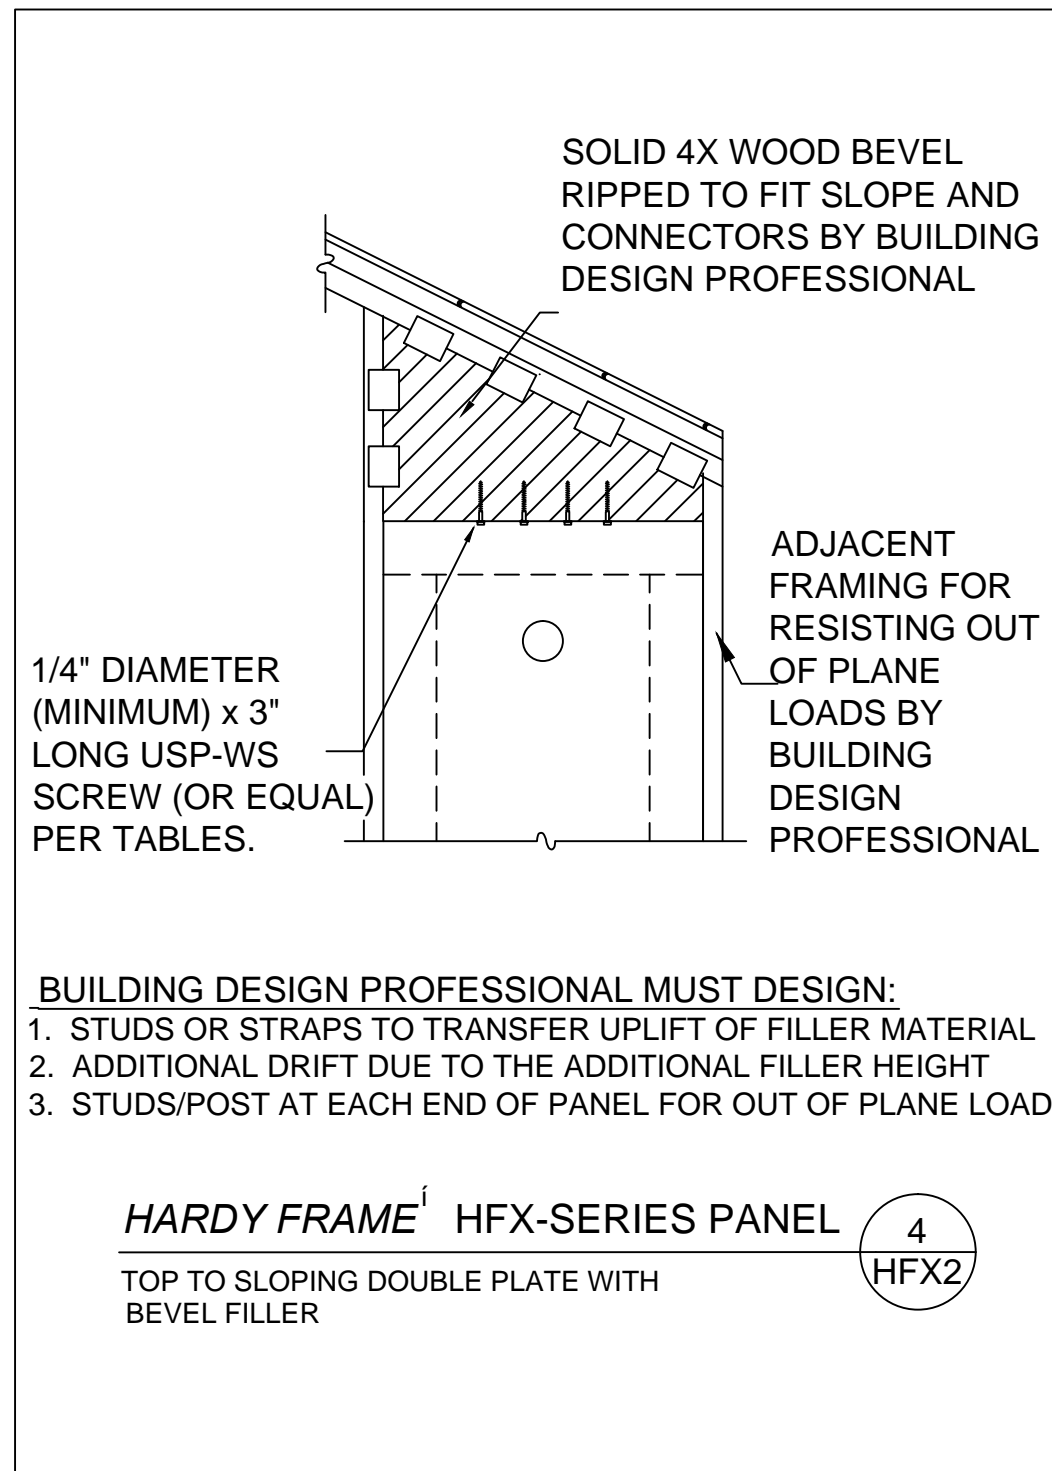 SOLID 4X WOOD BEVEL
RIPPED TO FIT SLOPE AND
CONNECTORS BY BUILDING
DESIGN PROFESSIONAL
ADJACENT
FRAMING FOR
RESISTING OUT
OF PLANE
LOADS BY
BUILDING
DESIGN
PROFESSIONAL
1/4" DIAMETER
(MINIMUM) x 3"
LONG USP-WS
SCREW (OR EQUAL)
PER TABLES.
BUILDING DESIGN PROFESSIONAL MUST DESIGN:
1. STUDS OR STRAPS TO TRANSFER UPLIFT OF FILLER MATERIAL
2. ADDITIONAL DRIFT DUE TO THE ADDITIONAL FILLER HEIGHT
3. STUDS/POST AT EACH END OF PANEL FOR OUT OF PLANE LOAD
HARDY FRAMEí HFX-SERIES PANEL
4
HFX2
TOP TO SLOPING DOUBLE PLATE WITH
BEVEL FILLER